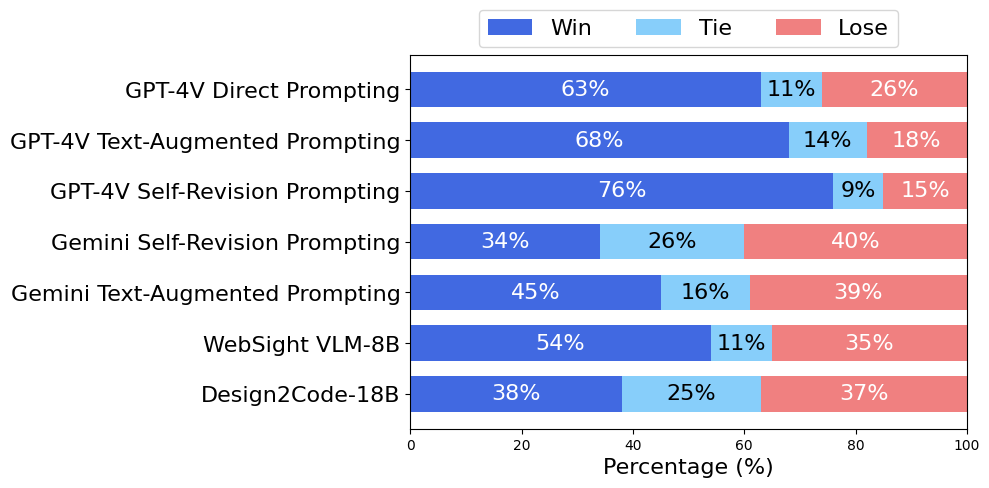 Win Tie Lose
GPT-4V Direct Prompting 63% 11% 26%
GPT-4V Text-Augmented Prompting 68% 14% 18%
GPT-4V Self-Revision Prompting 76% 9% 15%
Gemini Self-Revision Prompting 34% 26% 40%
Gemini Text-Augmented Prompting 45% 16% 39%
WebSight VLM-8B 54% 11% 35%
Design2Code-18B 38% 25% 37%
0 20 40 60 80 100
Percentage (%)